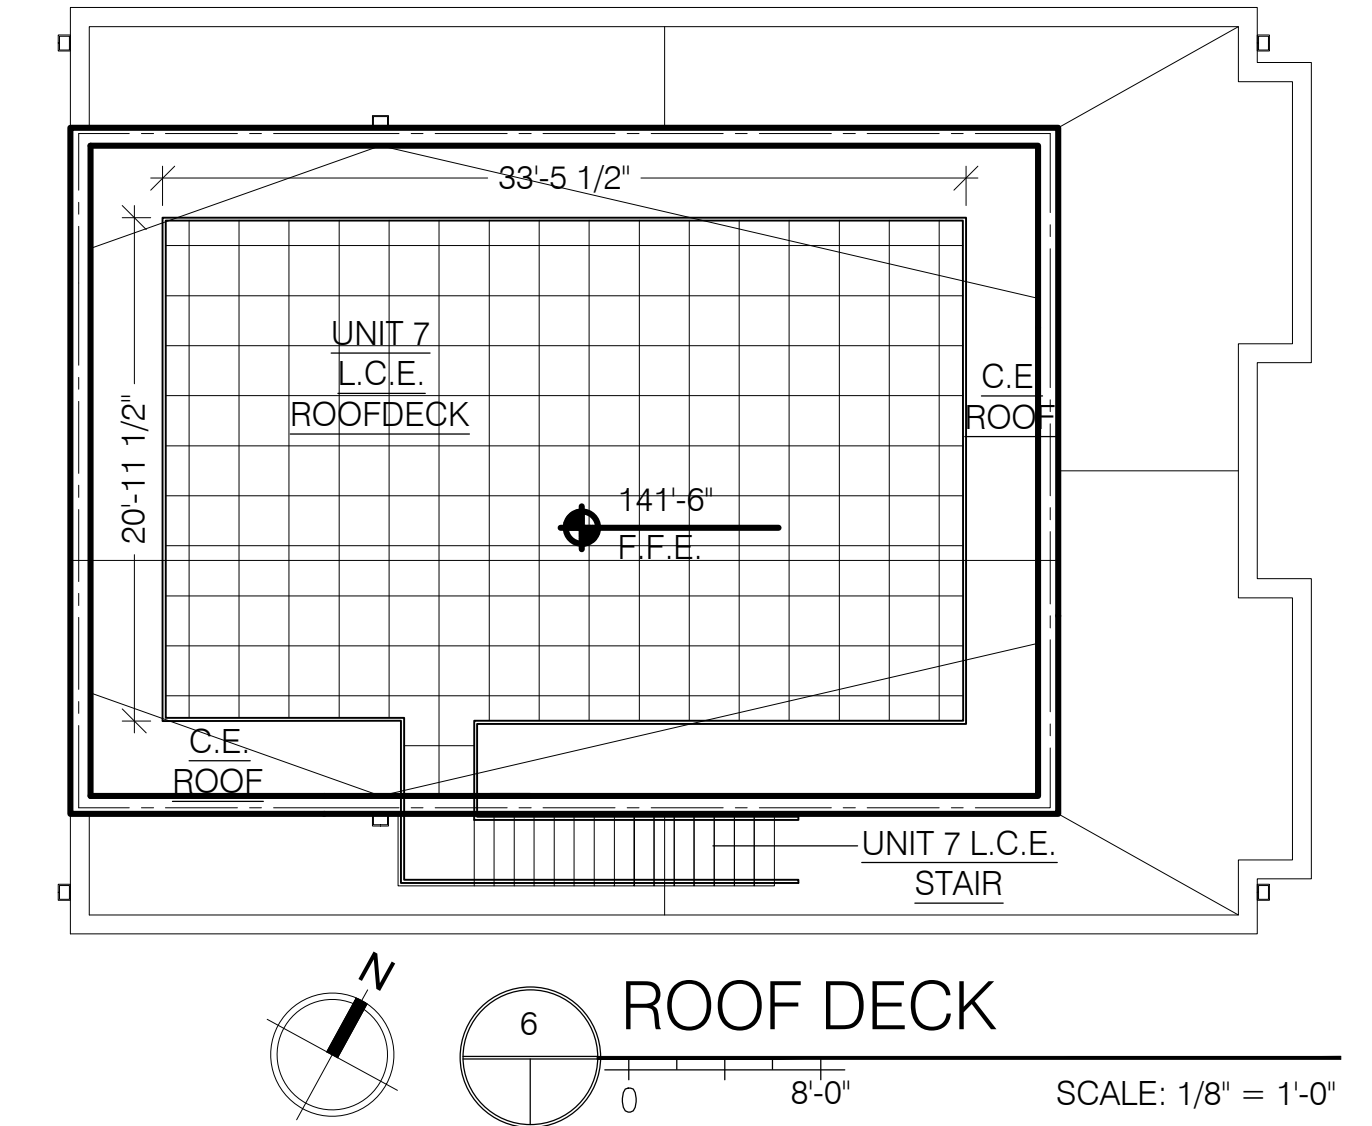 33'-5 1/2"
UNIT 7
L.C.E.
ROOFDECK
C.E.
ROOF
20'-11 1/2"
141'-6"
F.F.E.
C.E.
ROOF
UNIT 7 L.C.E.
STAIR
N
6
ROOF DECK
0
8'-0"
SCALE: 1/8" = 1'-0"